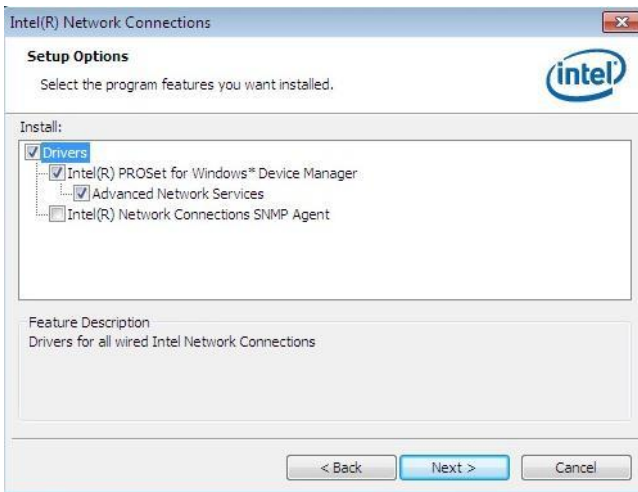 Intel(R) Network Connections
Setup Options
Select the program features you want installed.
intel
Install:
Drivers
Intel(R) PROSet for Windows* Device Manager
Advanced Network Services
Intel(R) Network Connections SNMP Agent
Feature Description
Drivers for all wired Intel Network Connections
< Back
Next >
Cancel